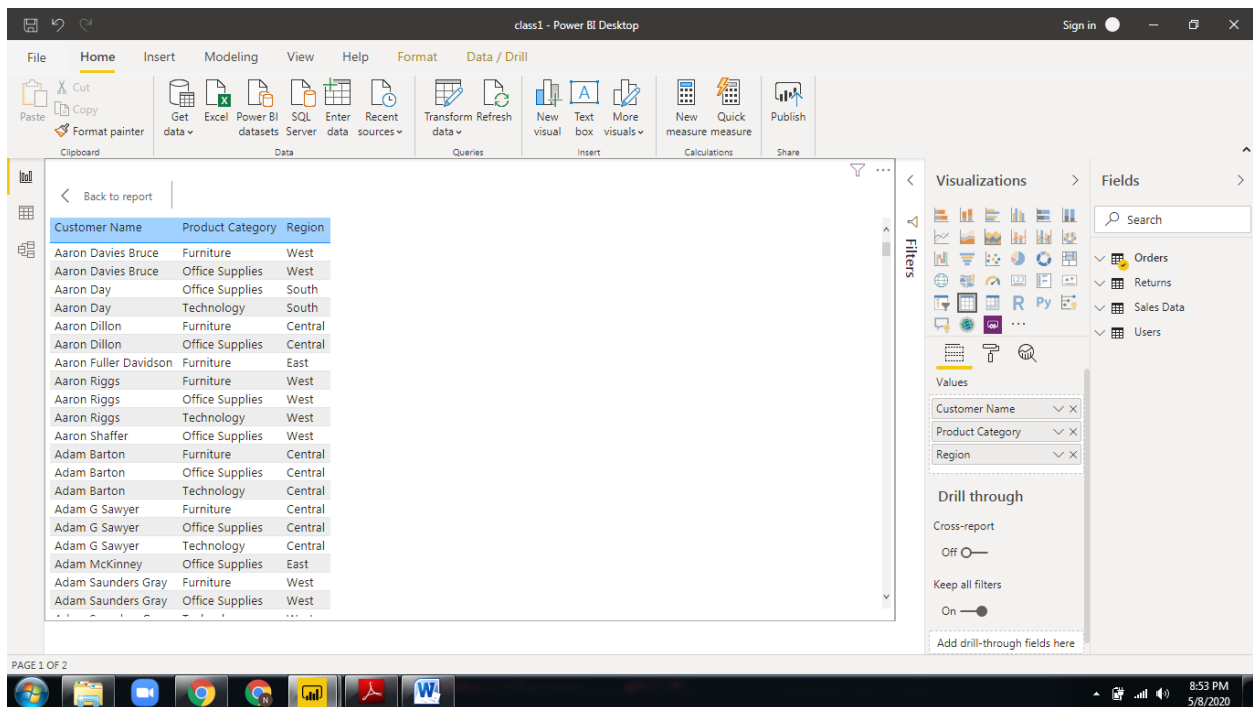 class1 - Power BI Desktop
Sign in
File Home Insert Modeling View Help Format Data / Drill
Paste
Cut
Copy
Format painter
Clipboard
Get data
Excel
Power BI datasets
SQL Server
Enter data
Recent sources
Data
Transform data
Refresh
Queries
New visual
Text box
More visuals
Insert
New measure
Quick measure
Calculations
Publish
Share
Back to report
Customer Name Product Category Region
Aaron Davies Bruce Furniture West
Aaron Davies Bruce Office Supplies West
Aaron Day Office Supplies South
Aaron Day Technology South
Aaron Dillon Furniture Central
Aaron Dillon Office Supplies Central
Aaron Fuller Davidson Furniture East
Aaron Riggs Furniture West
Aaron Riggs Office Supplies West
Aaron Riggs Technology West
Aaron Shaffer Office Supplies West
Adam Barton Furniture Central
Adam Barton Office Supplies Central
Adam Barton Technology Central
Adam G Sawyer Furniture Central
Adam G Sawyer Office Supplies Central
Adam G Sawyer Technology Central
Adam McKinney Office Supplies East
Adam Saunders Gray Furniture West
Adam Saunders Gray Office Supplies West
Filters
Visualizations
R Py
Values
Customer Name
Product Category
Region
Drill through
Cross-report
Off
Keep all filters
On
Add drill-through fields here
Fields
Search
Orders
Returns
Sales Data
Users
PAGE 1 OF 2
8:53 PM
5/8/2020